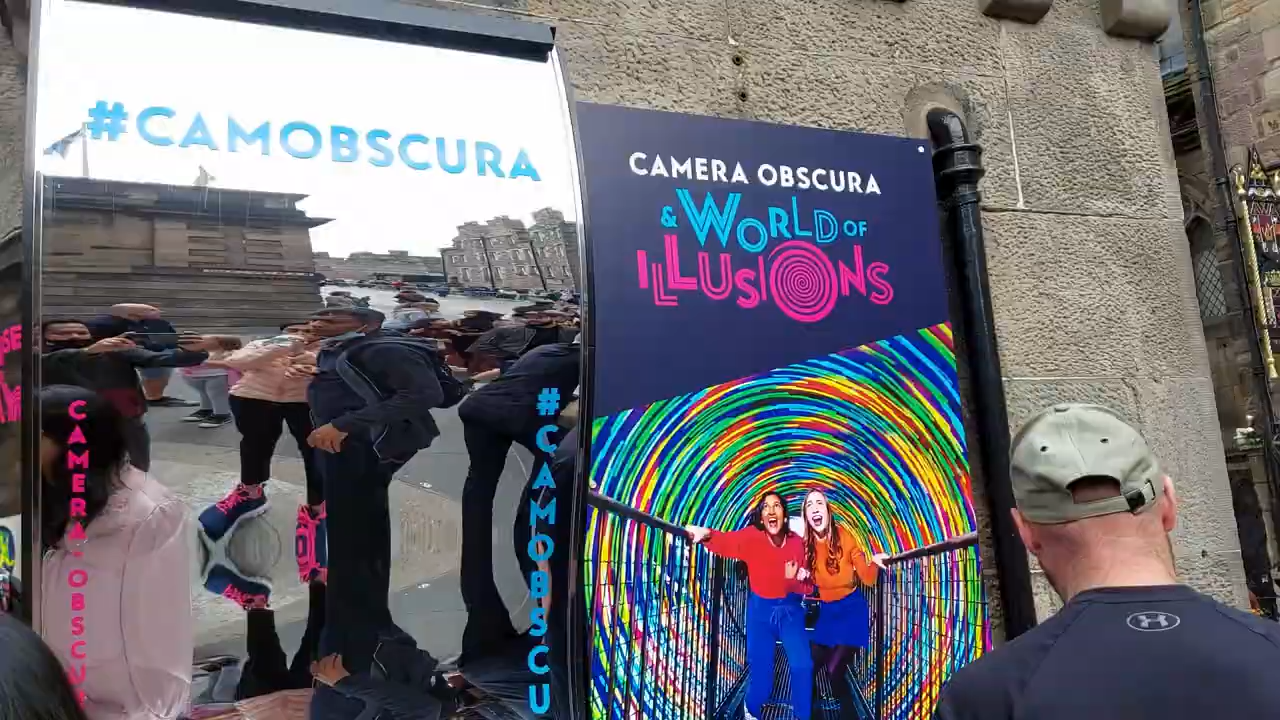 #CAMOBSCURA
CAMERA OBSCURA
& WORLD OF
ILLUSIONS
CAMERA OBSCU
#CAMOBSCU